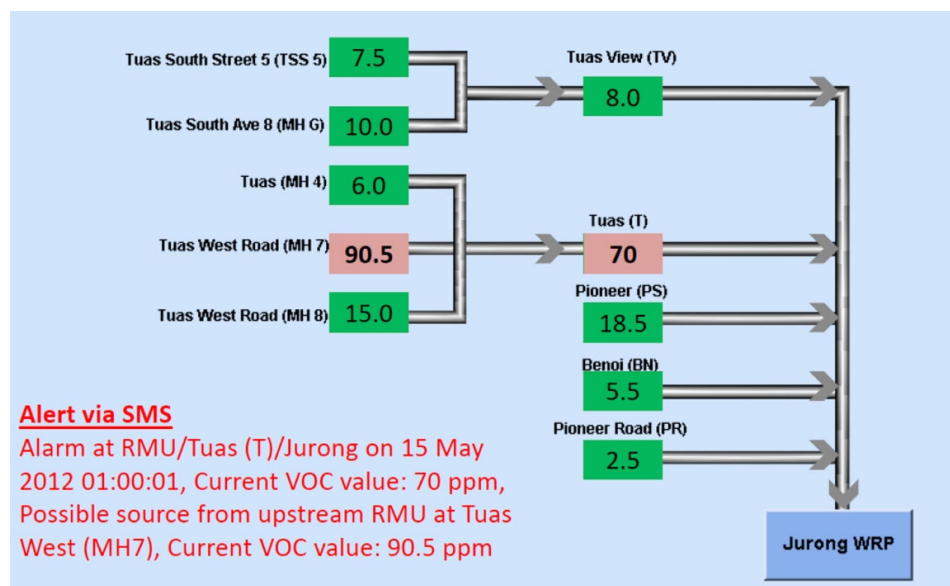 Tuas South Street 5 (TSS 5) 7.5
Tuas View (TV)
8.0
Tuas South Ave 8 (MH G) 10.0
Tuas (MH 4) 6.0
Tuas (T)
Tuas West Road (MH 7) 90.5
70
Pioneer (PS)
Tuas West Road (MH 8) 15.0
18.5
Benoi (BN)
5.5
Pioneer Road (PR)
2.5
Alert via SMS
Alarm at RMU/Tuas (T)/Jurong on 15 May
2012 01:00:01, Current VOC value: 70 ppm,
Possible source from upstream RMU at Tuas
West (MH7), Current VOC value: 90.5 ppm
Jurong WRP